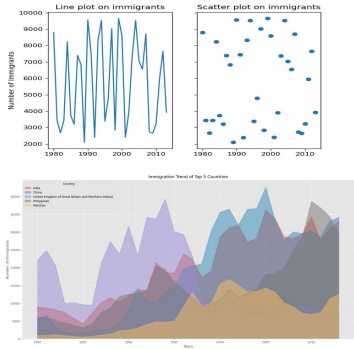 Line plot on immigrants
Scatter plot on immigrants
Number of Immigrants
10000
9000
8000
7000
6000
5000
4000
3000
2000
1980
1990
2000
2010
1980
1990
2000
2010
Immigration Trend of Top 5 Countries
Country
India
China
United Kingdom of Great Britain and Northern Ireland
Philippines
Pakistan
Number of Immigrants
Years